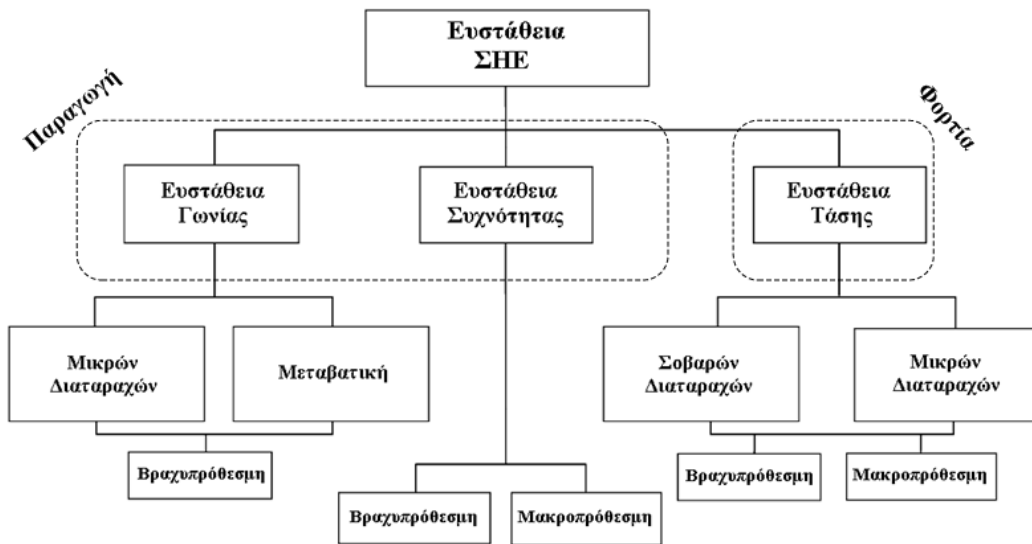 Ευστάθεια
ΣΗΕ
Παραγωγή
Φορτία
Ευστάθεια
Γωνίας
Ευστάθεια
Συχνότητας
Ευστάθεια
Τάσης
Μικρών
Διαταραχών
Μεταβατική
Σοβαρών
Διαταραχών
Μικρών
Διαταραχών
Βραχυπρόθεσμη
Βραχυπρόθεσμη
Μακροπρόθεσμη
Βραχυπρόθεσμη
Μακροπρόθεσμη